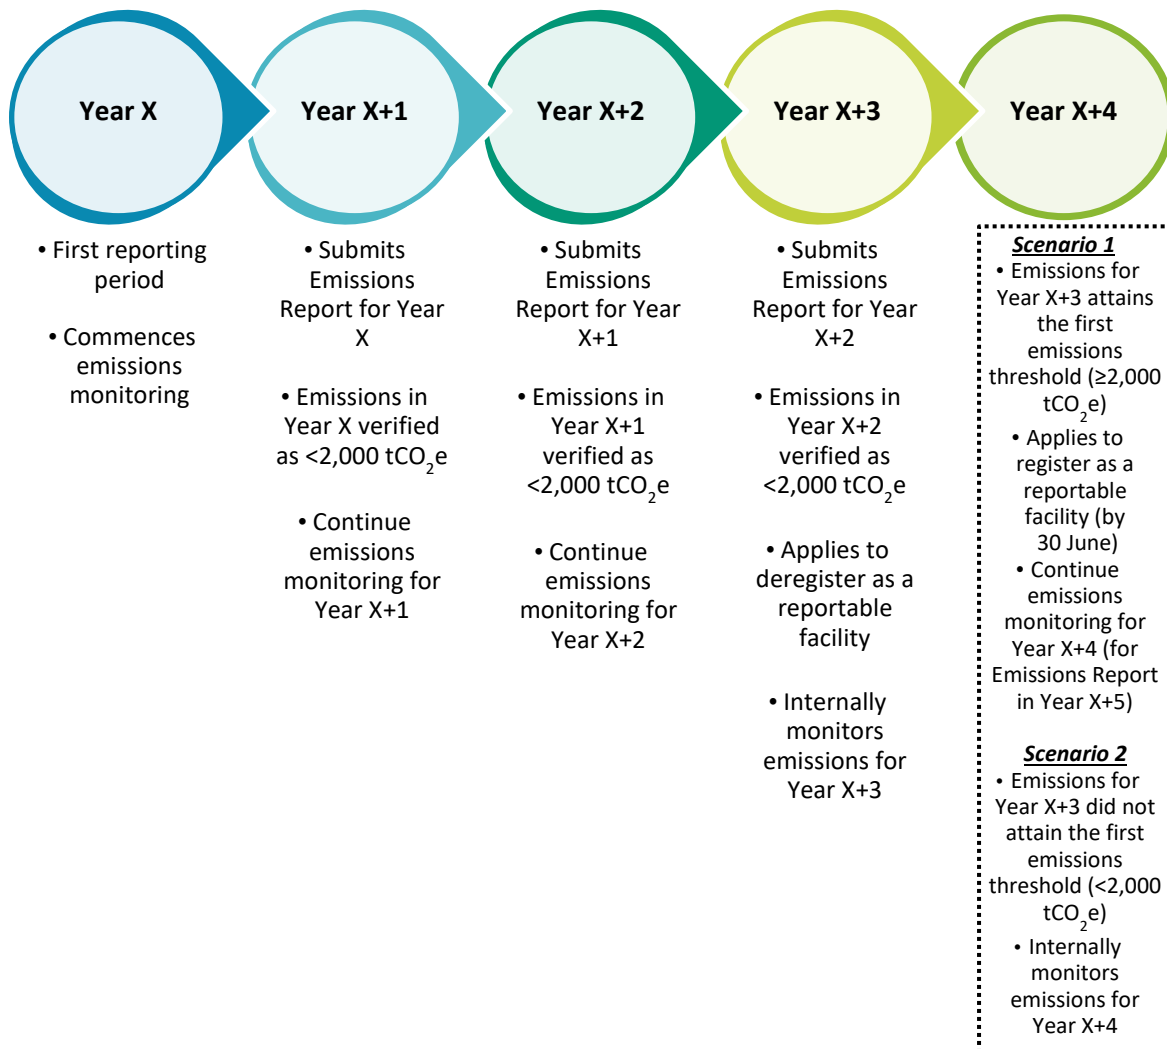 Year X
Year X+1
Year X+2
Year X+3
Year X+4
• First reporting
period
• Commences
emissions
monitoring
• Submits
Emissions
Report for Year
X
• Emissions in
Year X verified
as <2,000 tCO₂e
• Continue
emissions
monitoring for
Year X+1
• Submits
Emissions
Report for Year
X+1
• Emissions in
Year X+1
verified as
<2,000 tCO₂e
• Continue
emissions
monitoring for
Year X+2
• Submits
Emissions
Report for Year
X+2
• Emissions in
Year X+2
verified as
<2,000 tCO₂e
• Applies to
deregister as a
reportable
facility
• Internally
monitors
emissions for
Year X+3
Scenario 1
• Emissions for
Year X+3 attains
the first
emissions
threshold (≥2,000
tCO₂e)
• Applies to
register as a
reportable
facility (by
30 June)
• Continue
emissions
monitoring for
Year X+4 (for
Emissions Report
in Year X+5)
Scenario 2
• Emissions for
Year X+3 did not
attain the first
emissions
threshold (<2,000
tCO₂e)
• Internally
monitors
emissions for
Year X+4